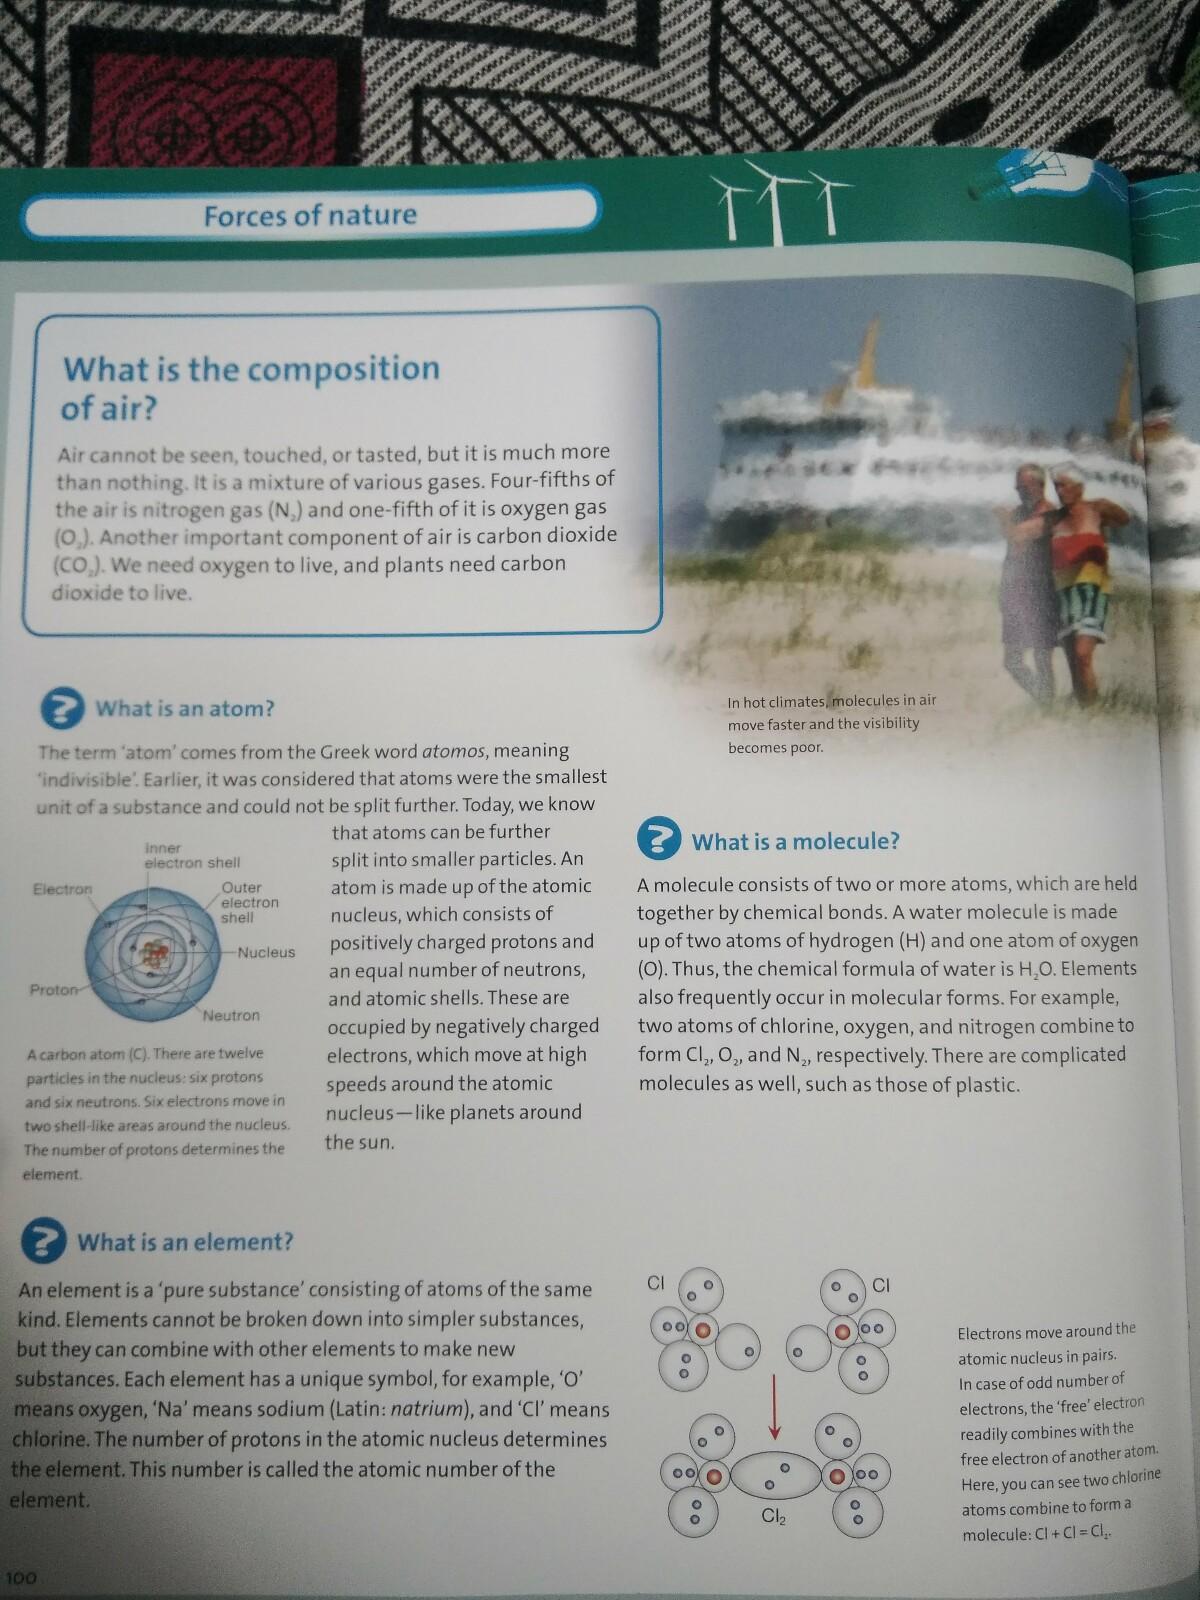 Forces of nature
What is the composition
of air?
Air cannot be seen, touched, or tasted, but it is much more
than nothing. It is a mixture of various gases. Four-fifths of
the air is nitrogen gas (N₂) and one-fifth of it is oxygen gas
(O₂). Another important component of air is carbon dioxide
(CO₂). We need oxygen to live, and plants need carbon
dioxide to live.
In hot climates, molecules in air
move faster and the visibility
becomes poor.
? What is an atom?
The term ‘atom’ comes from the Greek word atomos, meaning
‘indivisible’. Earlier, it was considered that atoms were the smallest
unit of a substance and could not be split further. Today, we know
that atoms can be further
split into smaller particles. An
atom is made up of the atomic
nucleus, which consists of
positively charged protons and
an equal number of neutrons,
and atomic shells. These are
occupied by negatively charged
electrons, which move at high
speeds around the atomic
nucleus—like planets around
the sun.
Inner
electron shell
Electron
Outer
electron
shell
Nucleus
Proton
Neutron
A carbon atom (C). There are twelve
particles in the nucleus: six protons
and six neutrons. Six electrons move in
two shell-like areas around the nucleus.
The number of protons determines the
element.
? What is an element?
An element is a ‘pure substance’ consisting of atoms of the same
kind. Elements cannot be broken down into simpler substances,
but they can combine with other elements to make new
substances. Each element has a unique symbol, for example, ‘O’
means oxygen, ‘Na’ means sodium (Latin: natrium), and ‘Cl’ means
chlorine. The number of protons in the atomic nucleus determines
the element. This number is called the atomic number of the
element.
? What is a molecule?
A molecule consists of two or more atoms, which are held
together by chemical bonds. A water molecule is made
up of two atoms of hydrogen (H) and one atom of oxygen
(O). Thus, the chemical formula of water is H₂O. Elements
also frequently occur in molecular forms. For example,
two atoms of chlorine, oxygen, and nitrogen combine to
form Cl₂, O₂, and N₂, respectively. There are complicated
molecules as well, such as those of plastic.
Cl
Cl
Cl₂
Electrons move around the
atomic nucleus in pairs.
In case of odd number of
electrons, the ‘free’ electron
readily combines with the
free electron of another atom.
Here, you can see two chlorine
atoms combine to form a
molecule: Cl + Cl = Cl₂.
100